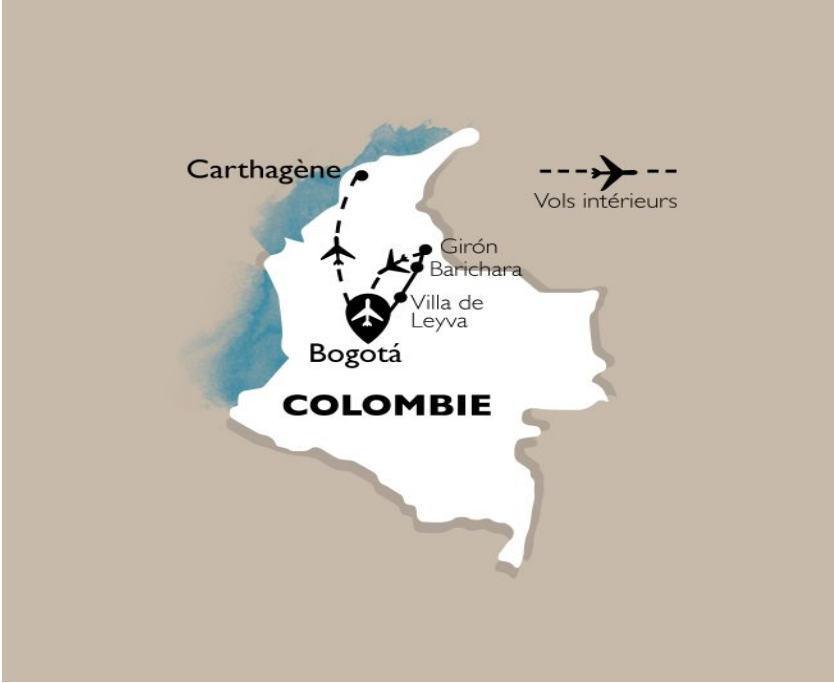 Carthagène
Vols intérieurs
Girón
Barichara
Villa de
Leyva
Bogotá
COLOMBIE